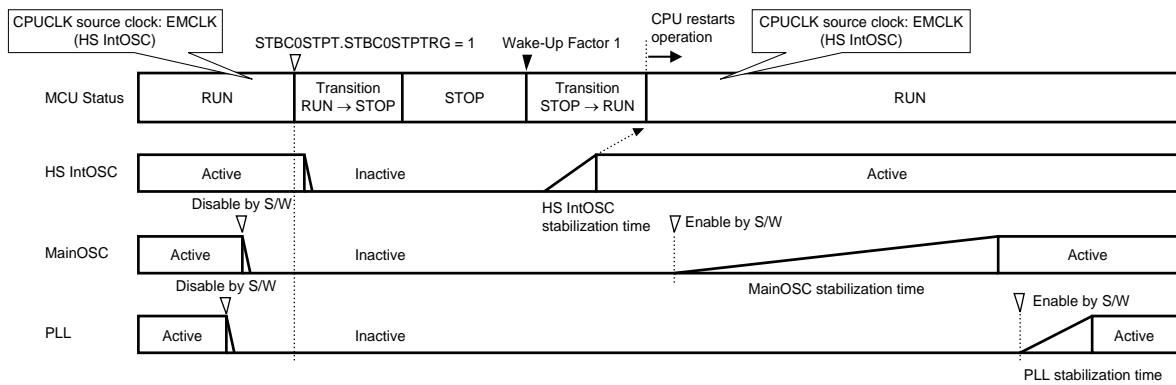 CPUCLK source clock: EMCLK
(HS IntOSC)
STBC0STPT.STBC0STPTRG = 1
Wake-Up Factor 1
CPU restarts
operation
CPUCLK source clock: EMCLK
(HS IntOSC)
MCU Status
RUN
Transition
RUN → STOP
STOP
Transition
STOP → RUN
RUN
HS IntOSC
Active
Inactive
Active
Disable by S/W
HS IntOSC
stabilization time
Enable by S/W
MainOSC
Active
Inactive
Active
Disable by S/W
MainOSC stabilization time
Enable by S/W
PLL
Active
Inactive
Active
PLL stabilization time